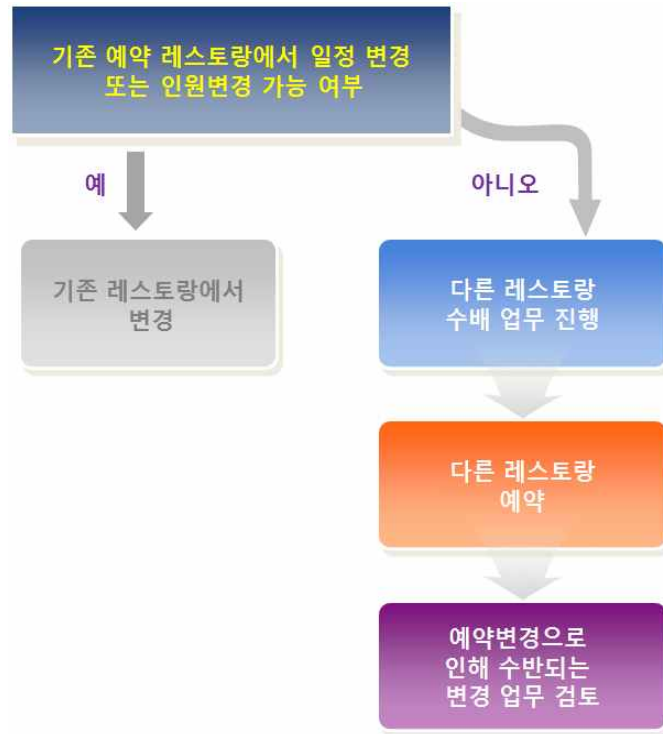 기존 예약 레스토랑에서 일정 변경
또는 인원변경 가능 여부
예
아니오
기존 레스토랑에서
변경
다른 레스토랑
수배 업무 진행
다른 레스토랑
예약
예약변경으로
인해 수반되는
변경 업무 검토